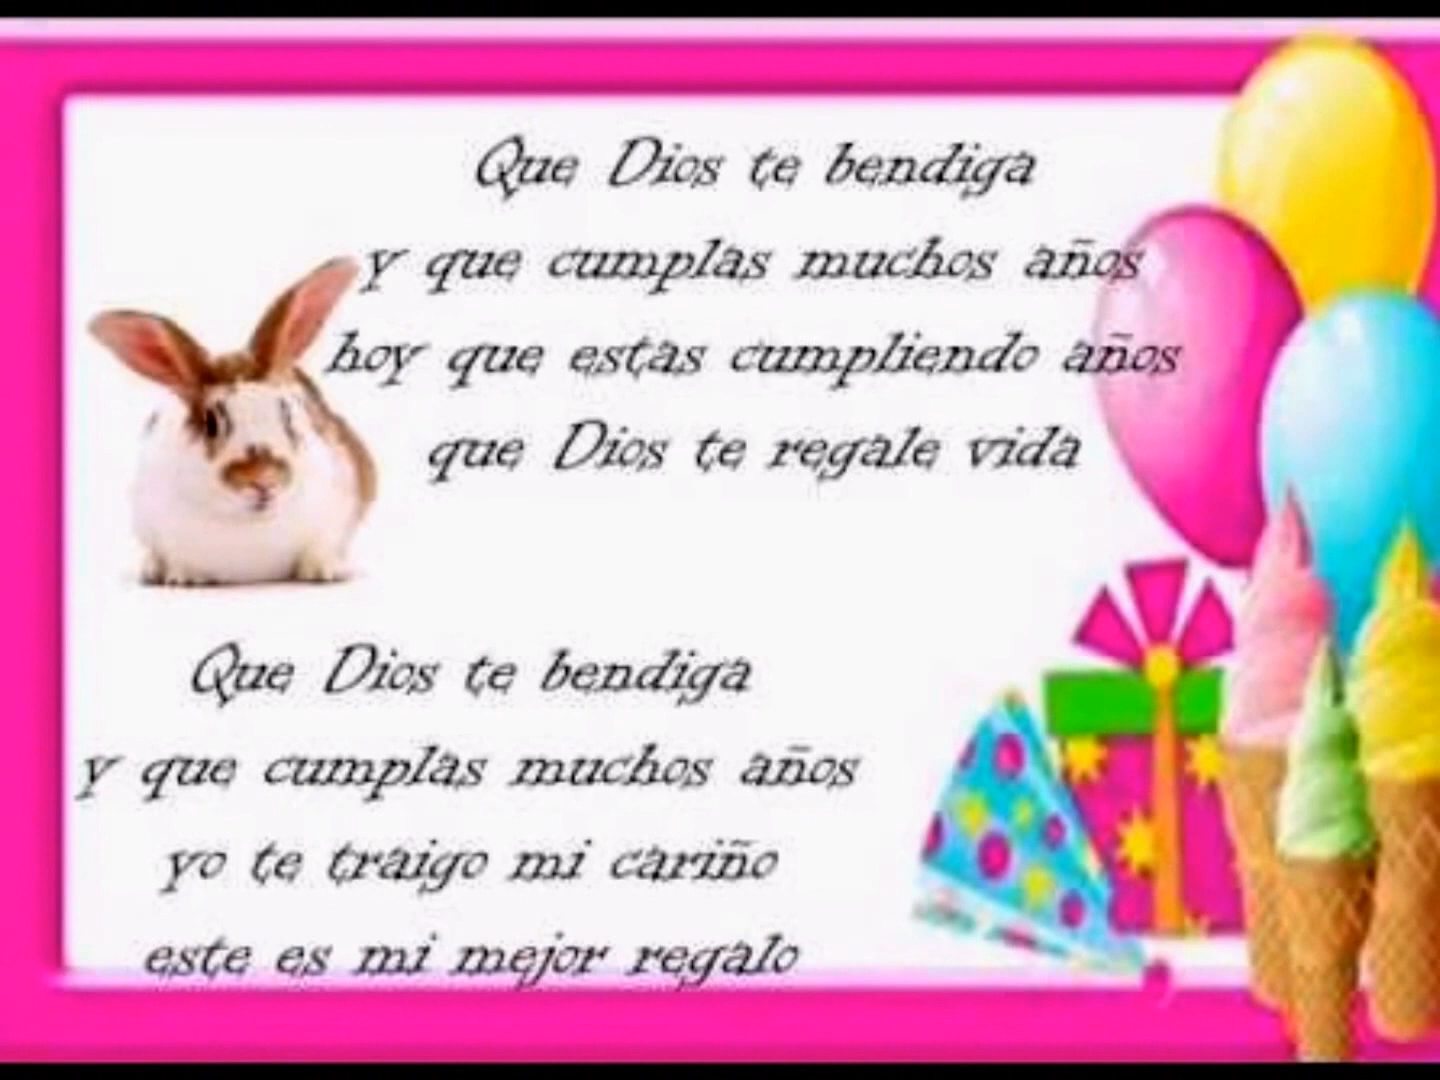 Que Dios te bendiga
y que cumplas muchos años
hoy que estas cumpliendo años
que Dios te regale vida
Que Dios te bendiga
y que cumplas muchos años
yo te traigo mi cariño
este es mi mejor regalo